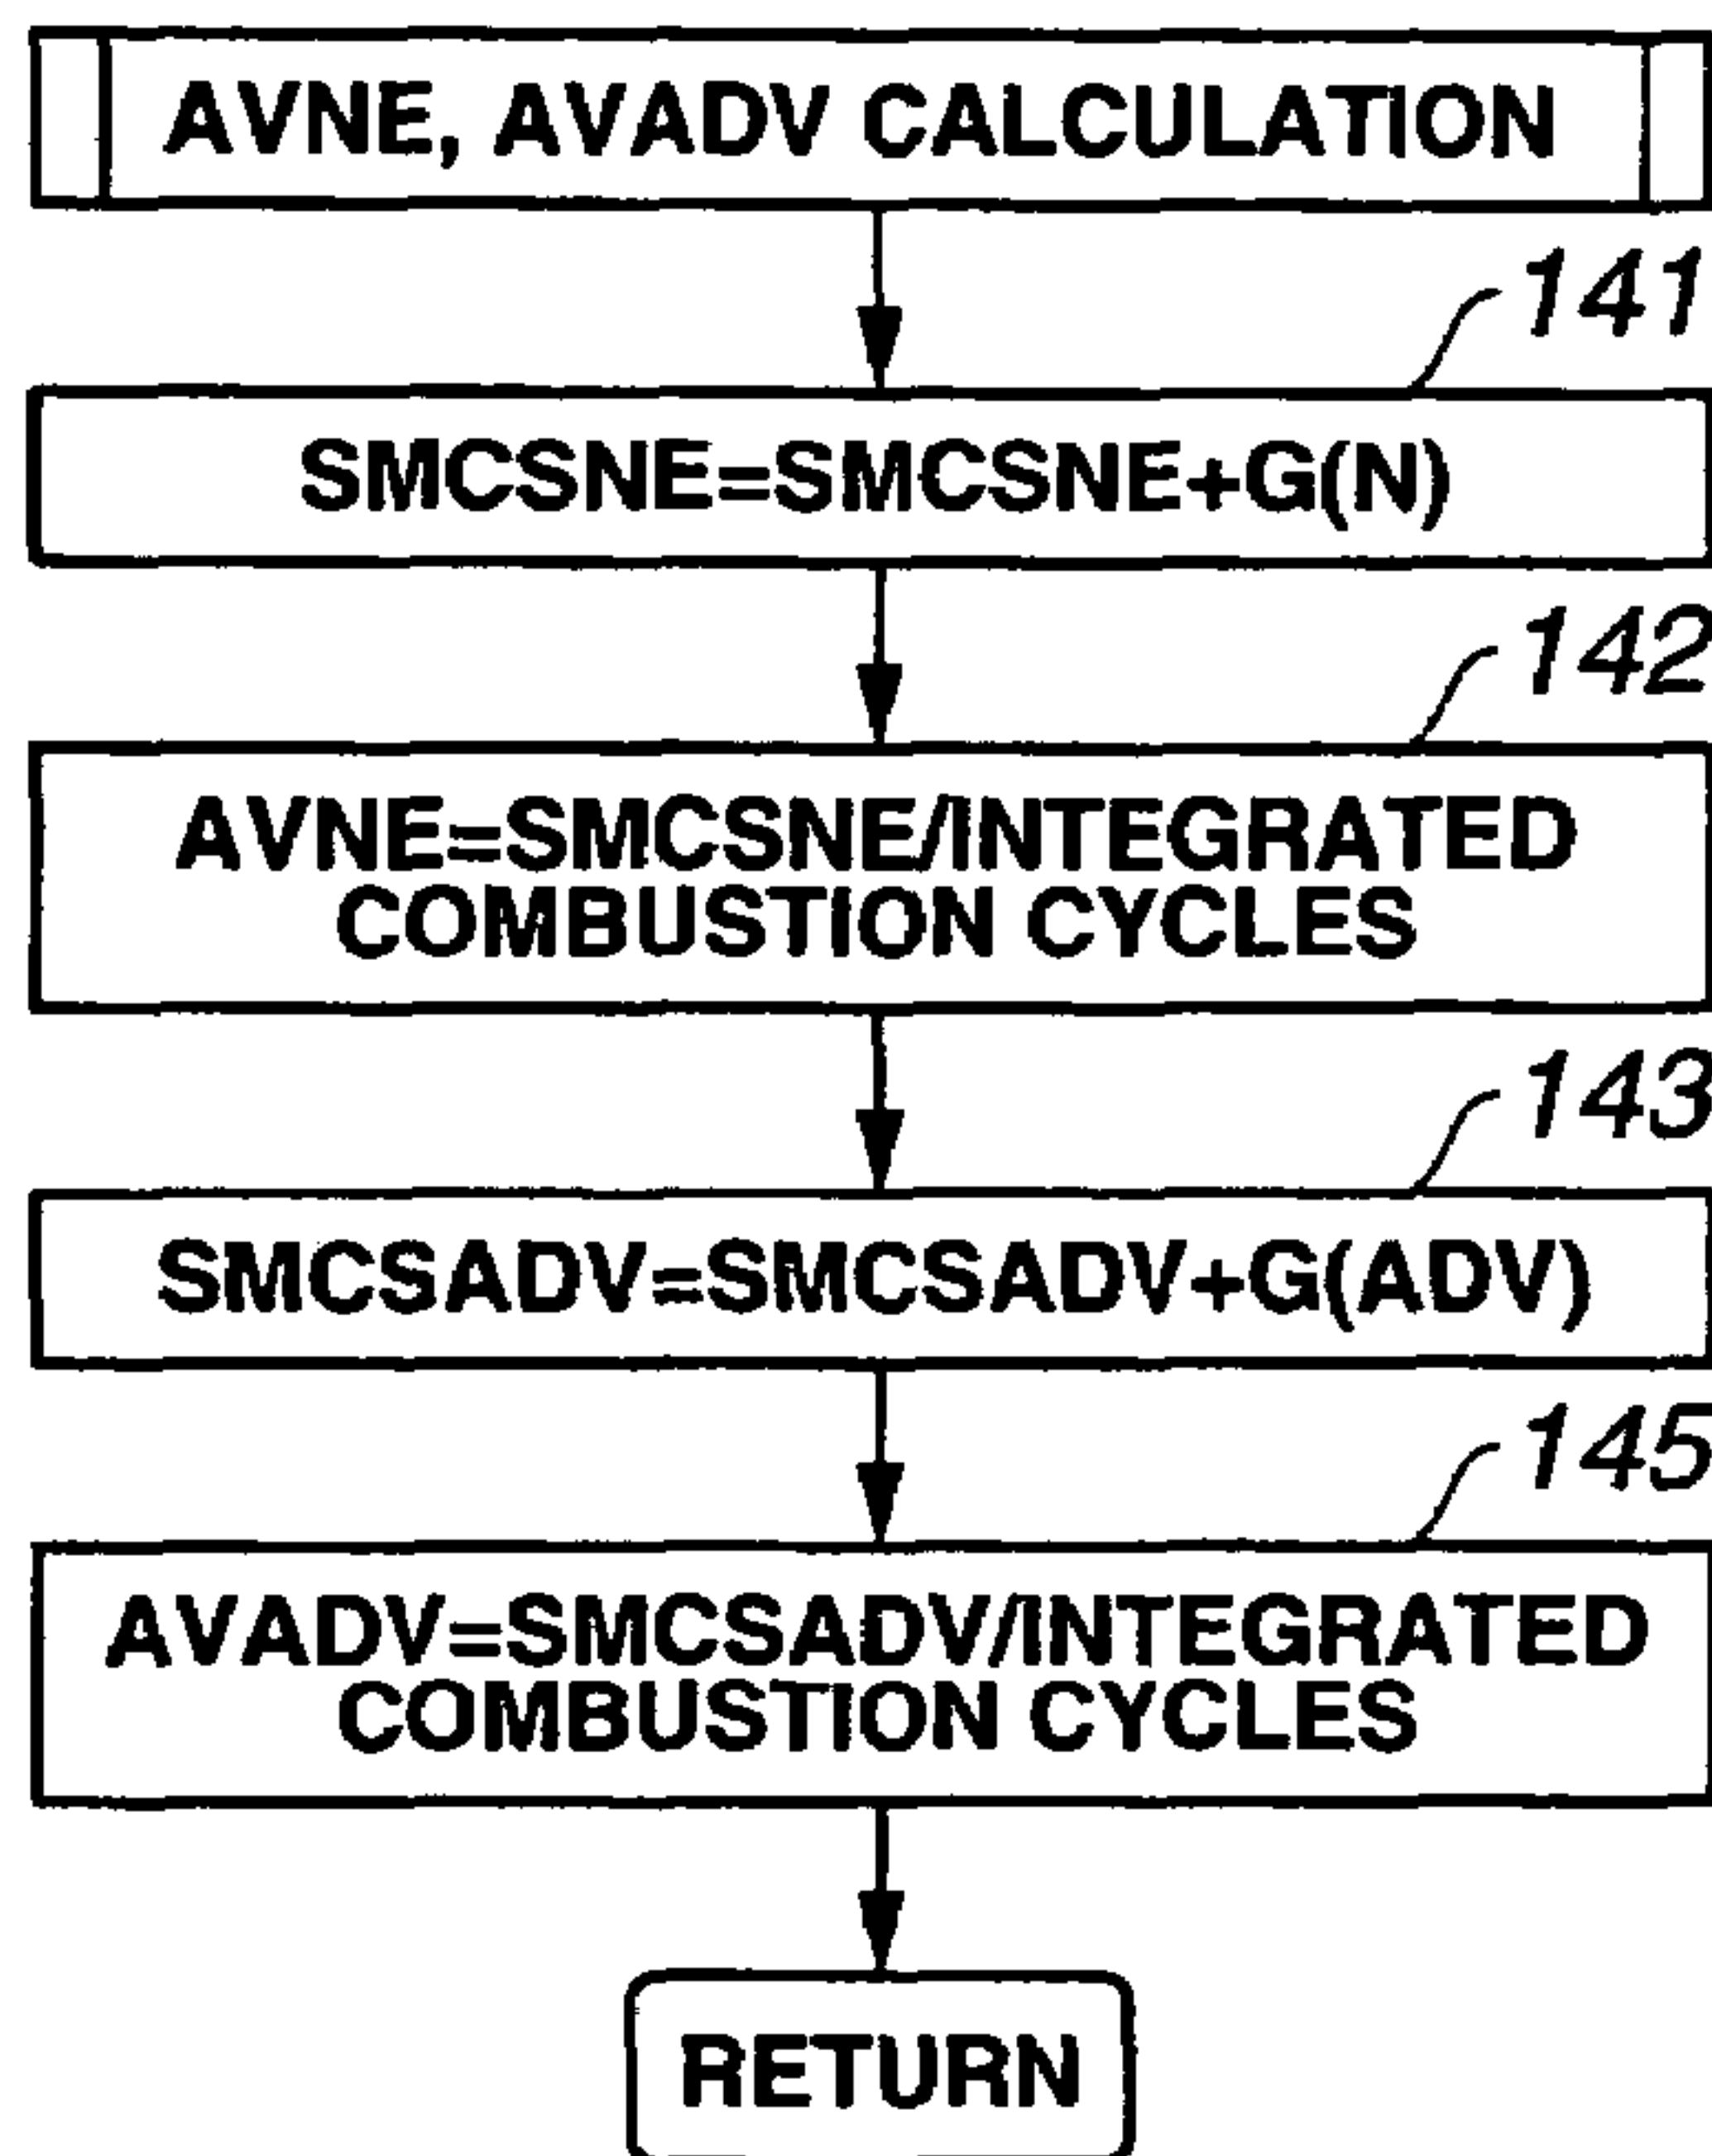 AVNE, AVADV CALCULATION
141
SMCSNE=SMCSNE+G(N)
142
AVNE=SMCSNE/INTEGRATED
COMBUSTION CYCLES
143
SMCSADV=SMCSADV+G(ADV)
145
AVADV=SMCSADV/INTEGRATED
COMBUSTION CYCLES
RETURN